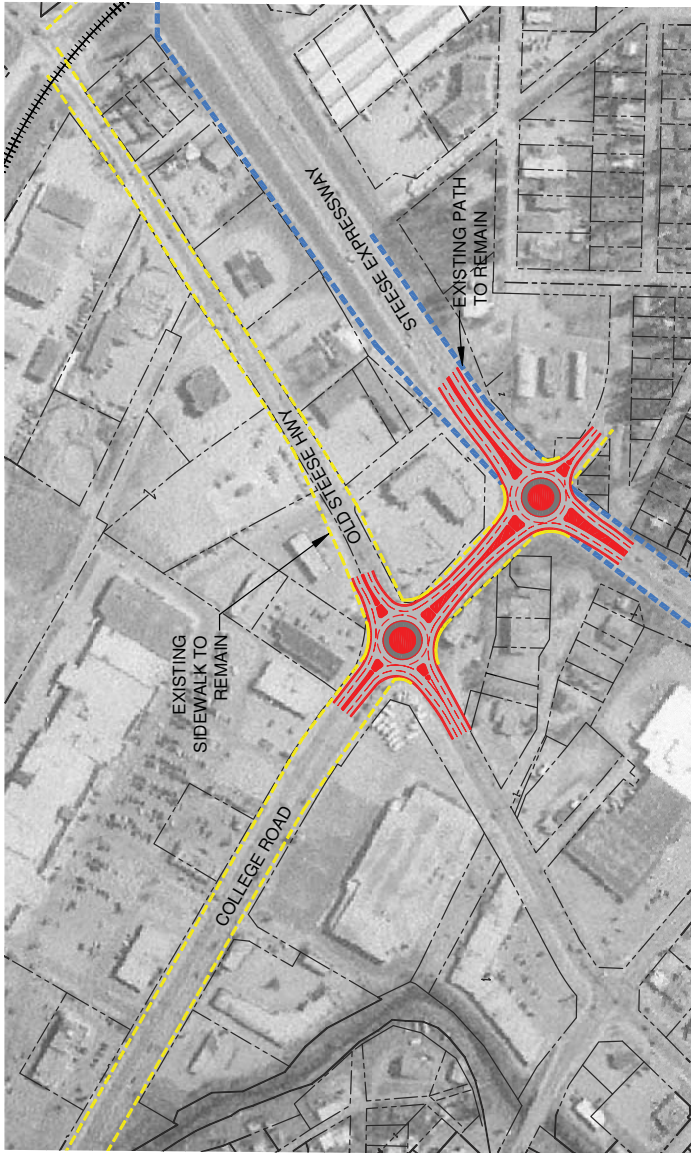 STEESE EXPRESSWAY
EXISTING PATH
TO REMAIN
OLD STEESE HWY
EXISTING
SIDEWALK TO
REMAIN
COLLEGE ROAD